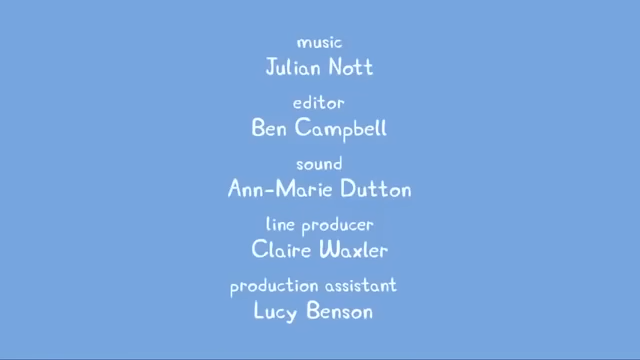 music
Julian Nott
editor
Ben Campbell
sound
Ann-Marie Dutton
line producer
Claire Waxler
production assistant
Lucy Benson